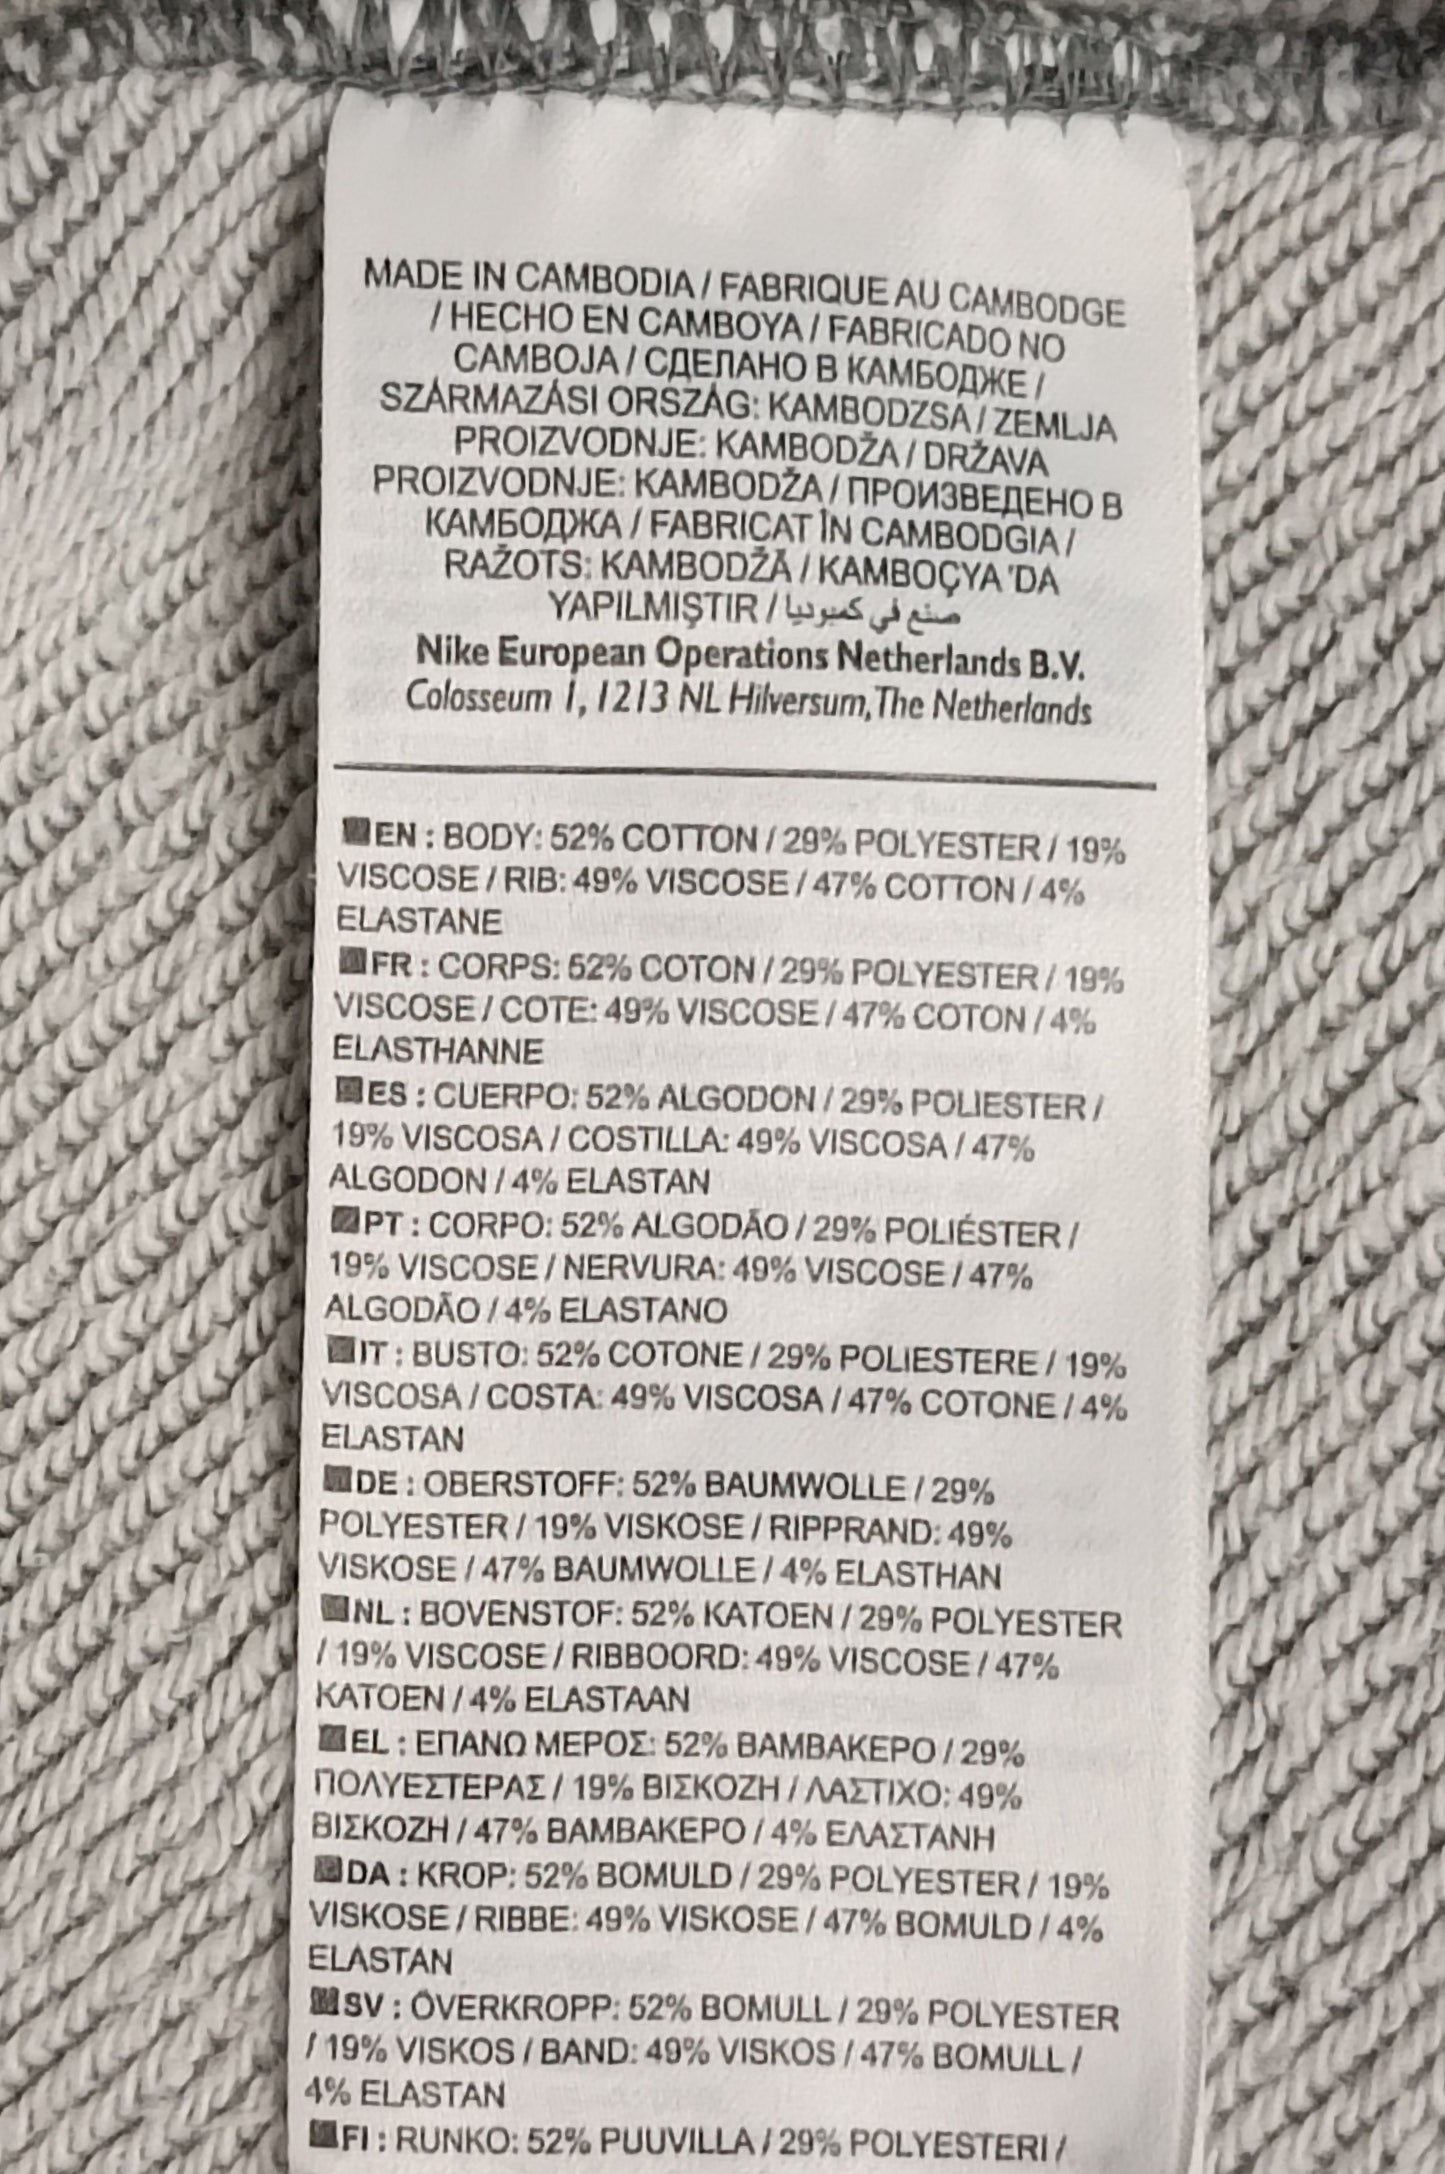 MADE IN CAMBODIA / FABRIQUE AU CAMBODGE
/ HECHO EN CAMBOYA / FABRICADO NO
CAMBOJA / СДЕЛАНО В КАМБОДЖЕ /
SZÁRMAZÁSI ORSZÁG: KAMBODZSA / ZEMLJA
PROIZVODNJE: KAMBODŽA / DRŽAVA
PROIZVODNJE: KAMBODŽA / ПРОИЗВЕДЕНО В
КАМБОДЖА / FABRICAT ÎN CAMBODGIA /
RAŽOTS: KAMBODŽĀ / KAMBOÇYA 'DA
YAPILMIŞTIR / صنع في كمبوديا
Nike European Operations Netherlands B.V.
Colosseum 1, 1213 NL Hilversum, The Netherlands
EN : BODY: 52% COTTON / 29% POLYESTER / 19%
VISCOSE / RIB: 49% VISCOSE / 47% COTTON / 4%
ELASTANE
FR : CORPS: 52% COTON / 29% POLYESTER / 19%
VISCOSE / COTE: 49% VISCOSE / 47% COTON / 4%
ELASTHANNE
ES : CUERPO: 52% ALGODON / 29% POLIESTER /
19% VISCOSA / COSTILLA: 49% VISCOSA / 47%
ALGODON / 4% ELASTAN
PT : CORPO: 52% ALGODÃO / 29% POLIÉSTER /
19% VISCOSE / NERVURA: 49% VISCOSE / 47%
ALGODÃO / 4% ELASTANO
IT : BUSTO: 52% COTONE / 29% POLIESTERE / 19%
VISCOSA / COSTA: 49% VISCOSA / 47% COTONE / 4%
ELASTAN
DE : OBERSTOFF: 52% BAUMWOLLE / 29%
POLYESTER / 19% VISKOSE / RIPPRAND: 49%
VISKOSE / 47% BAUMWOLLE / 4% ELASTHAN
NL : BOVENSTOF: 52% KATOEN / 29% POLYESTER
/ 19% VISCOSE / RIBBOORD: 49% VISCOSE / 47%
KATOEN / 4% ELASTAAN
EL : ΕΠΑΝΩ ΜΕΡΟΣ: 52% ΒΑΜΒΑΚΕΡΟ / 29%
ΠΟΛΥΕΣΤΕΡΑΣ / 19% ΒΙΣΚΟΖΗ / ΛΑΣΤΙΧΟ: 49%
ΒΙΣΚΟΖΗ / 47% ΒΑΜΒΑΚΕΡΟ / 4% ΕΛΑΣΤΑΝΗ
DA : KROP: 52% BOMULD / 29% POLYESTER / 19%
VISKOSE / RIBBE: 49% VISKOSE / 47% BOMULD / 4%
ELASTAN
SV : ÖVERKROPP: 52% BOMULL / 29% POLYESTER
/ 19% VISKOS / BAND: 49% VISKOS / 47% BOMULL /
4% ELASTAN
FI : RUNKO: 52% PUUVILLA / 29% POLYESTERI /